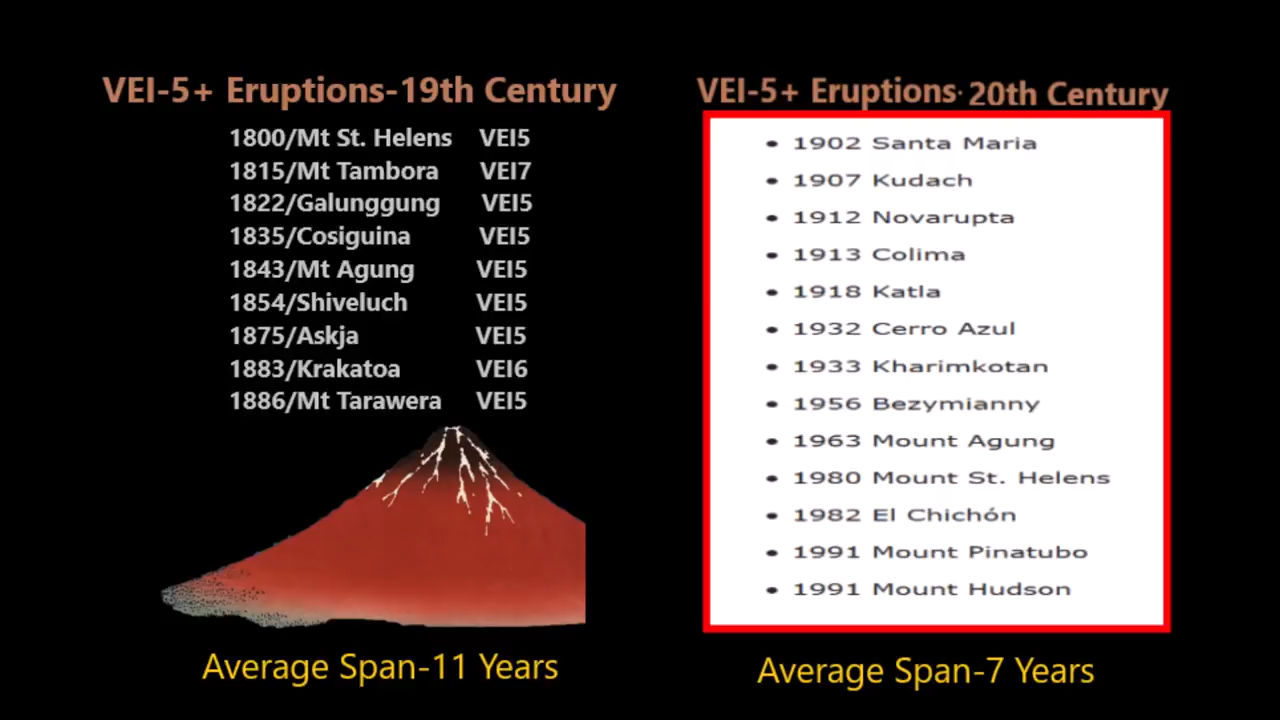 VEI-5+ Eruptions-19th Century
1800/Mt St. Helens VEI5
1815/Mt Tambora VEI7
1822/Galunggung VEI5
1835/Cosiguina VEI5
1843/Mt Agung VEI5
1854/Shiveluch VEI5
1875/Askja VEI5
1883/Krakatoa VEI6
1886/Mt Tarawera VEI5
Average Span-11 Years
VEI-5+ Eruptions· 20th Century
• 1902 Santa Maria
• 1907 Kudach
• 1912 Novarupta
• 1913 Colima
• 1918 Katla
• 1932 Cerro Azul
• 1933 Kharimkotan
• 1956 Bezymianny
• 1963 Mount Agung
• 1980 Mount St. Helens
• 1982 El Chichón
• 1991 Mount Pinatubo
• 1991 Mount Hudson
Average Span-7 Years